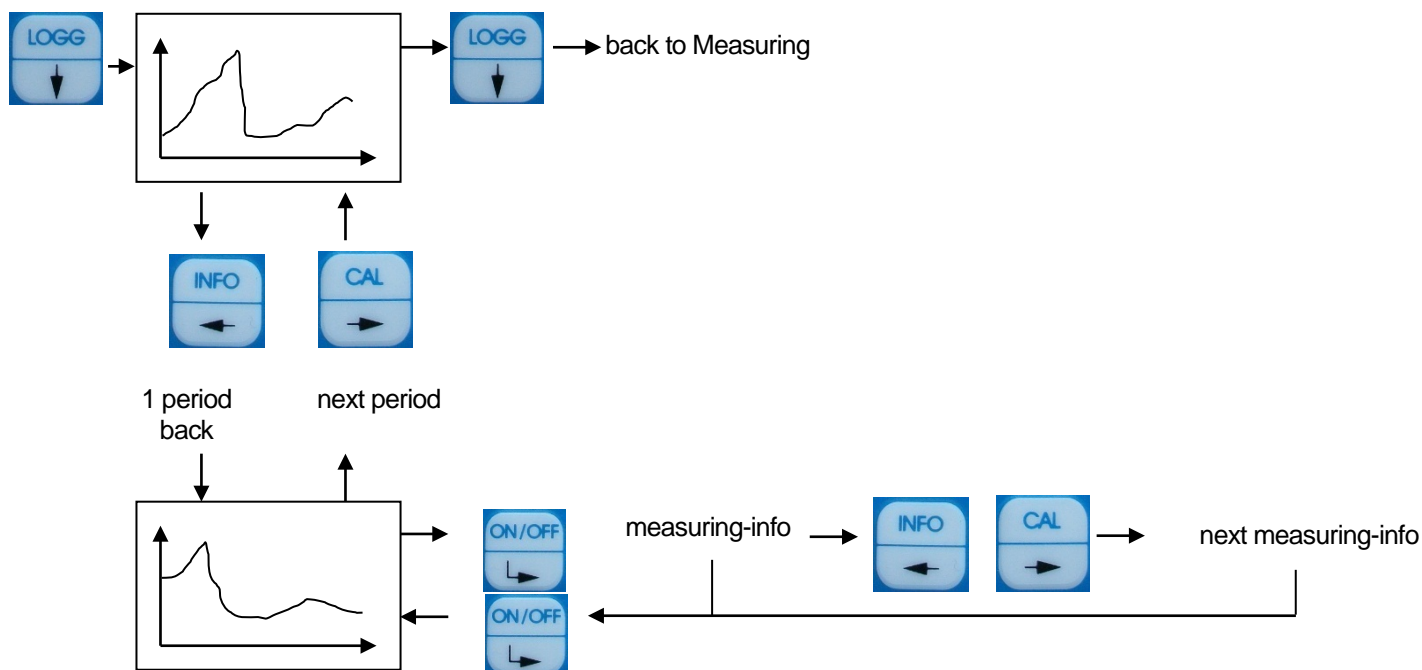 LOGG
LOGG
back to Measuring
INFO
CAL
1 period
back
next period
ON/OFF
measuring-info
INFO
CAL
next measuring-info
ON/OFF